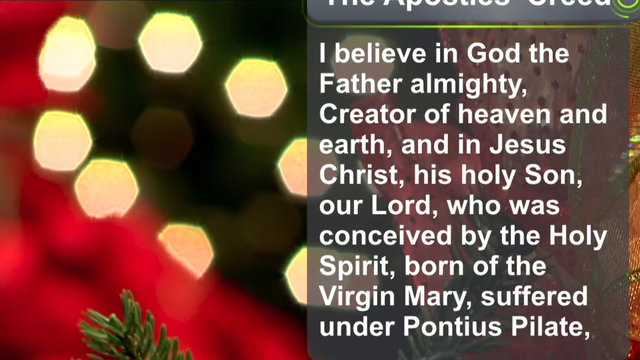 The Apostles' Creed
I believe in God the
Father almighty,
Creator of heaven and
earth, and in Jesus
Christ, his holy Son,
our Lord, who was
conceived by the Holy
Spirit, born of the
Virgin Mary, suffered
under Pontius Pilate,